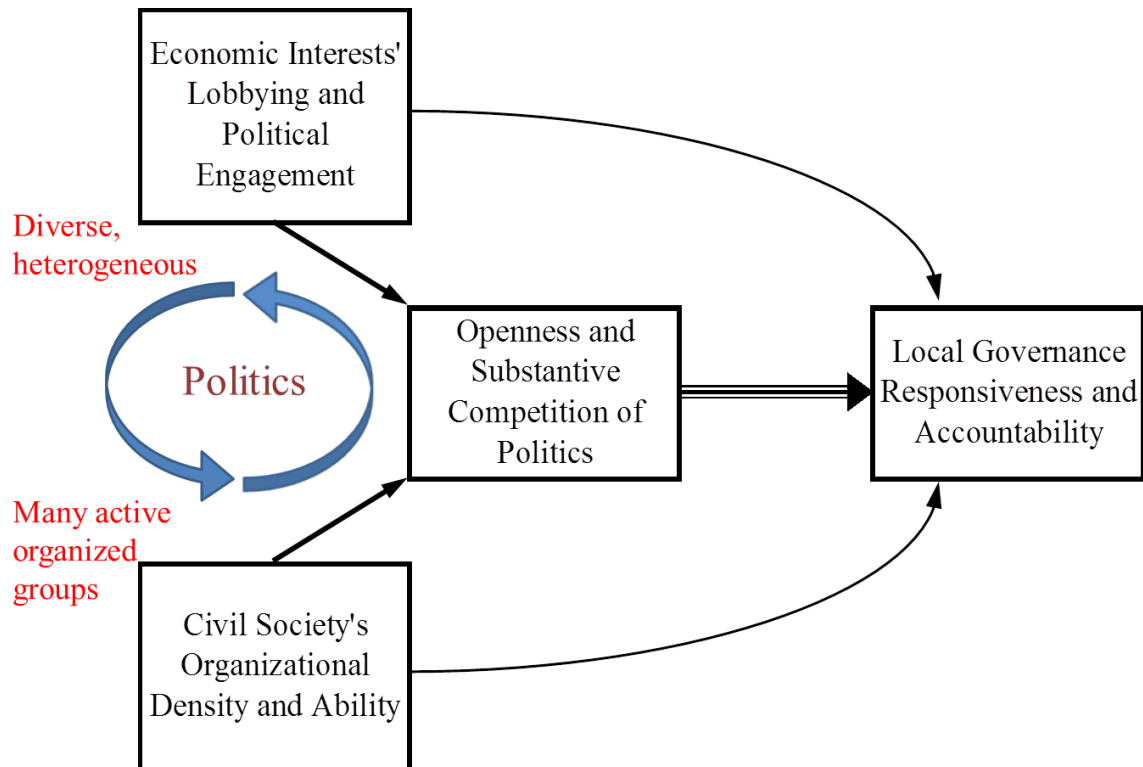 Economic Interests'
Lobbying and
Political
Engagement
Diverse,
heterogeneous
Politics
Openness and
Substantive
Competition of
Politics
Local Governance
Responsiveness and
Accountability
Many active
organized
groups
Civil Society's
Organizational
Density and Ability